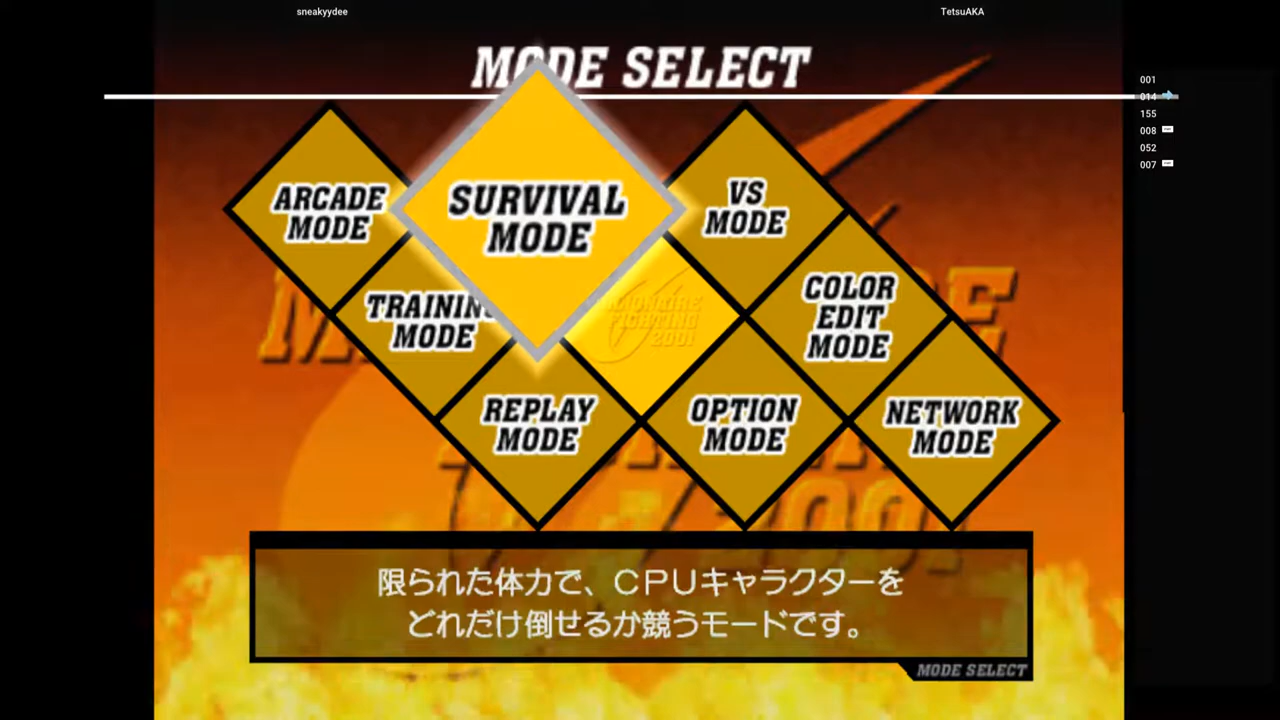 sneakyydee
TetsuAKA
MODE SELECT
001
014
155
008
052
007
ARCADE
MODE
SURVIVAL
MODE
VS
MODE
TRAINING
MODE
MILLIONAIRE
FIGHTING
2001
COLOR
EDIT
MODE
REPLAY
MODE
OPTION
MODE
NETWORK
MODE
限られた体力で、CPUキャラクターを
どれだけ倒せるか競うモードです。
MODE SELECT